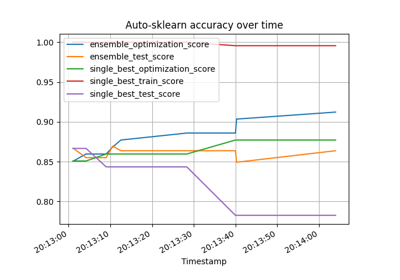 Auto-sklearn accuracy over time
1.00
0.95
0.90
0.85
0.80
ensemble_optimization_score
ensemble_test_score
single_best_optimization_score
single_best_train_score
single_best_test_score
20:13:00
20:13:10
20:13:20
20:13:30
20:13:40
20:13:50
20:14:00
Timestamp